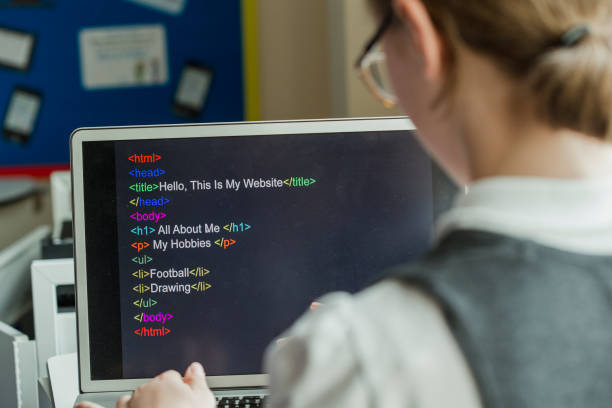 <html>
<head>
<title>Hello, This Is My Website</title>
</head>
<body>
<h1> All About Me </h1>
<p> My Hobbies </p>
<ul>
<li>Football</li>
<li>Drawing</li>
</ul>
</body>
</html>